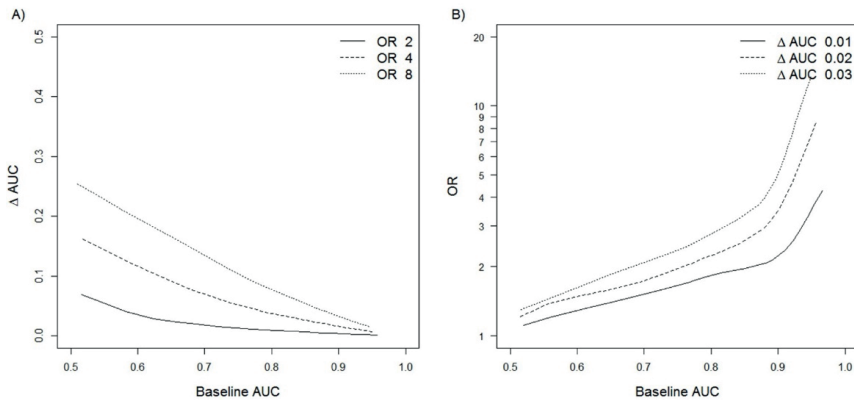 A)
0.5
0.4
0.3
0.2
0.1
0.0
Δ AUC
OR 2
OR 4
OR 8
0.5 0.6 0.7 0.8 0.9 1.0
Baseline AUC
B)
20
10
9
8
7
6
5
4
3
2
1
OR
Δ AUC 0.01
Δ AUC 0.02
Δ AUC 0.03
0.5 0.6 0.7 0.8 0.9 1.0
Baseline AUC